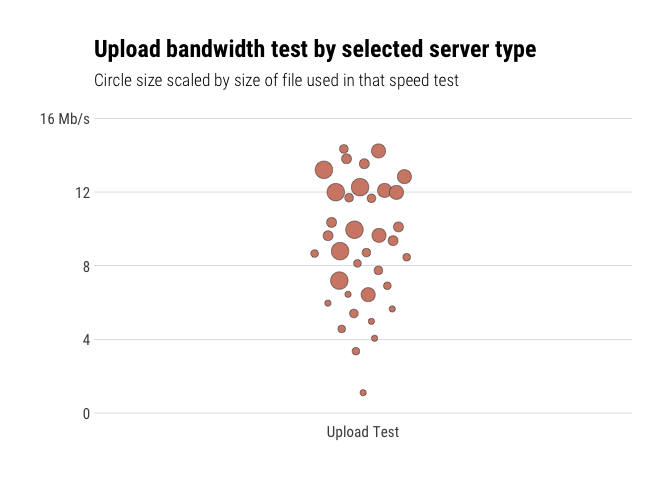 Upload bandwidth test by selected server type
Circle size scaled by size of file used in that speed test
16 Mb/s
12
8
4
0
Upload Test